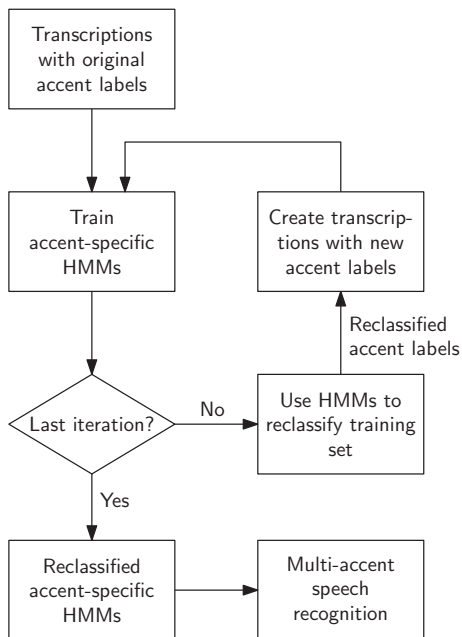 Transcriptions
with original
accent labels
Train
accent-specific
HMMs
Create transcrip-
tions with new
accent labels
Reclassified
accent labels
Last iteration?
No
Use HMMs to
reclassify training
set
Yes
Reclassified
accent-specific
HMMs
Multi-accent
speech
recognition